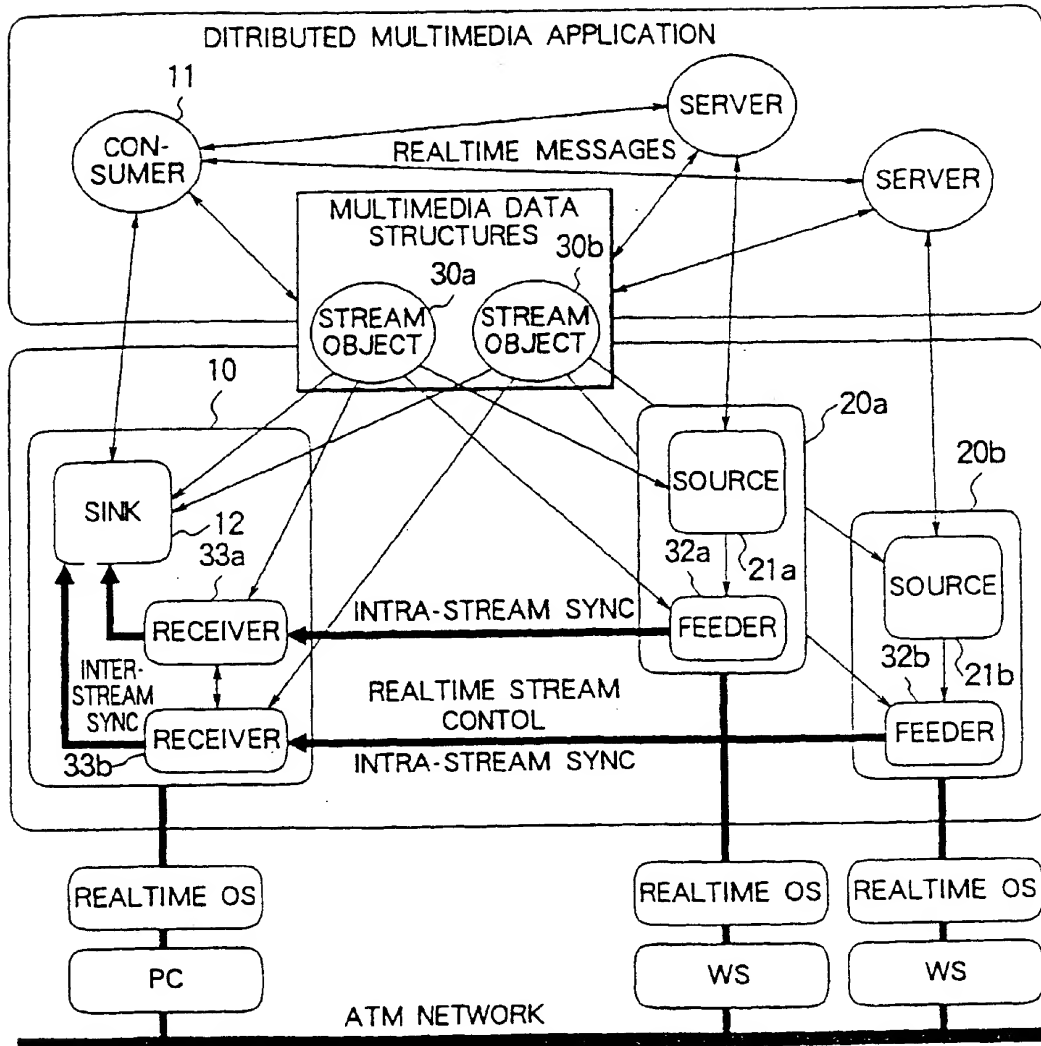 DITRIBUTED MULTIMEDIA APPLICATION
11
CON-
SUMER
SERVER
REALTIME MESSAGES
SERVER
MULTIMEDIA DATA
STRUCTURES
30a
30b
STREAM
OBJECT
STREAM
OBJECT
10
20a
20b
SINK
12
SOURCE
21a
SOURCE
21b
33a
RECEIVER
INTRA-STREAM SYNC
32a
FEEDER
INTER-
STREAM
SYNC
REALTIME STREAM
CONTOL
32b
33b
RECEIVER
INTRA-STREAM SYNC
FEEDER
REALTIME OS
REALTIME OS
REALTIME OS
PC
WS
WS
ATM NETWORK